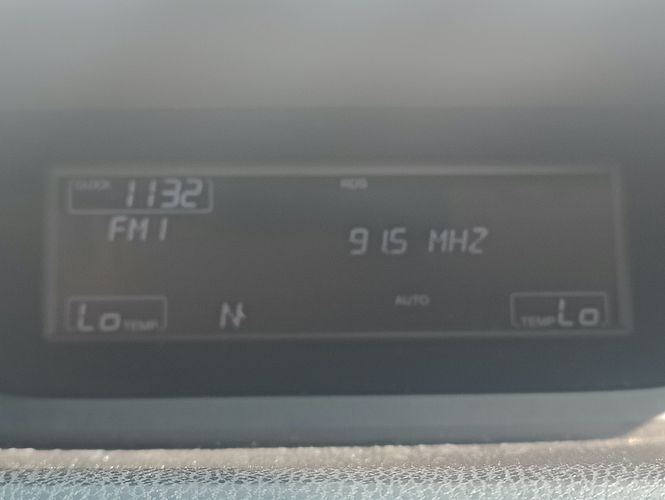 CLOCK 1132 RDS
FM1 91.5 MHZ
AUTO
Lo TEMP N TEMP Lo